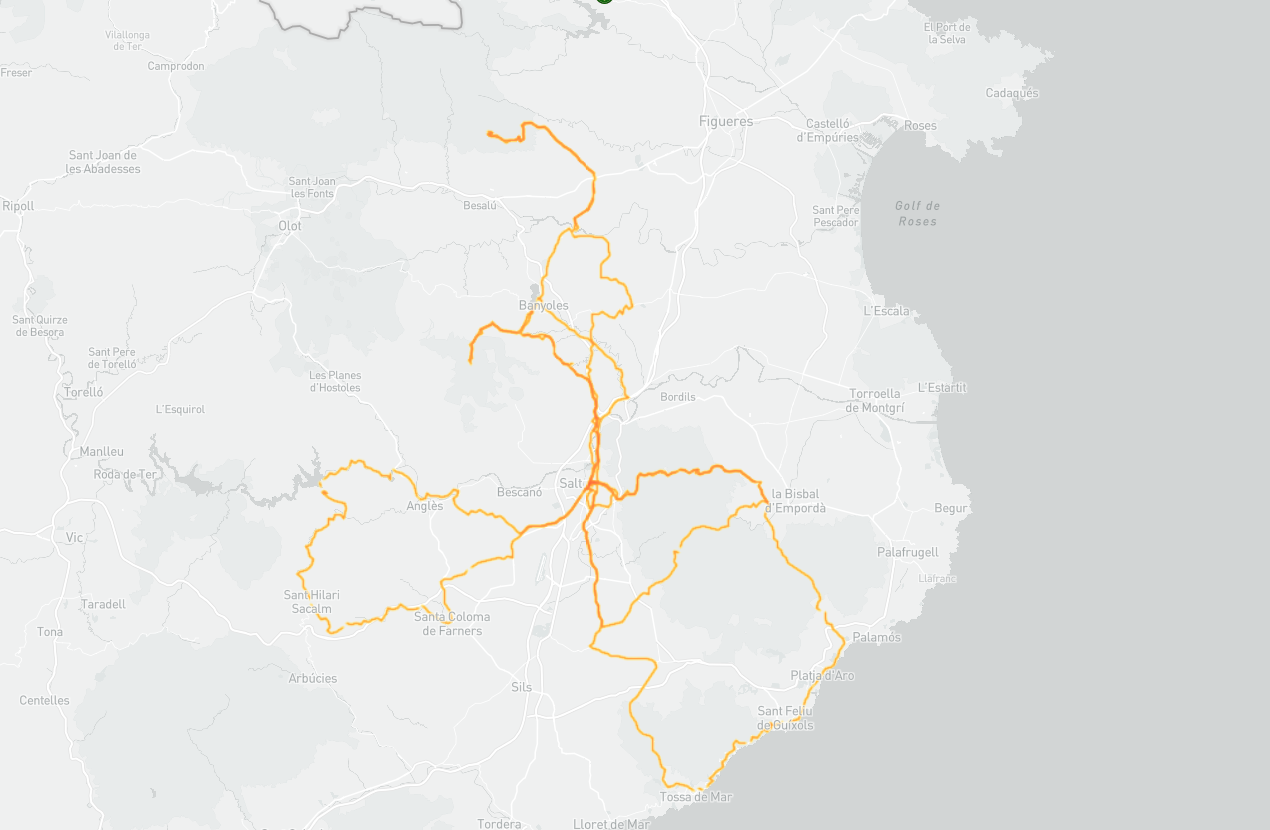 El Port de
la Selva
Vilallonga
de Ter
Camprodon
Freser
Cadaqués
Figueres
Castelló
d'Empúries
Roses
Sant Joan de
les Abadesses
Sant Joan
les Fonts
Ripoll
Besalú
Golf de
Roses
Sant Pere
Pescador
Olot
Banyoles
L'Escala
Sant Quirze
de Besora
Sant Pere
de Torelló
Les Planes
d'Hostoles
Torelló
L'Estartit
Torroella
de Montgrí
Bordils
L'Esquirol
Manlleu
Roda de Ter
Salt
Bescanó
Anglès
la Bisbal
d'Empordà
Begur
Vic
Palafrugell
Llafranc
Sant Hilari
Sacalm
Taradell
Santa Coloma
de Farners
Tona
Palamós
Platja d'Aro
Arbúcies
Sils
Centelles
Sant Feliu
de Guíxols
Tossa de Mar
Tordera
Lloret de Mar